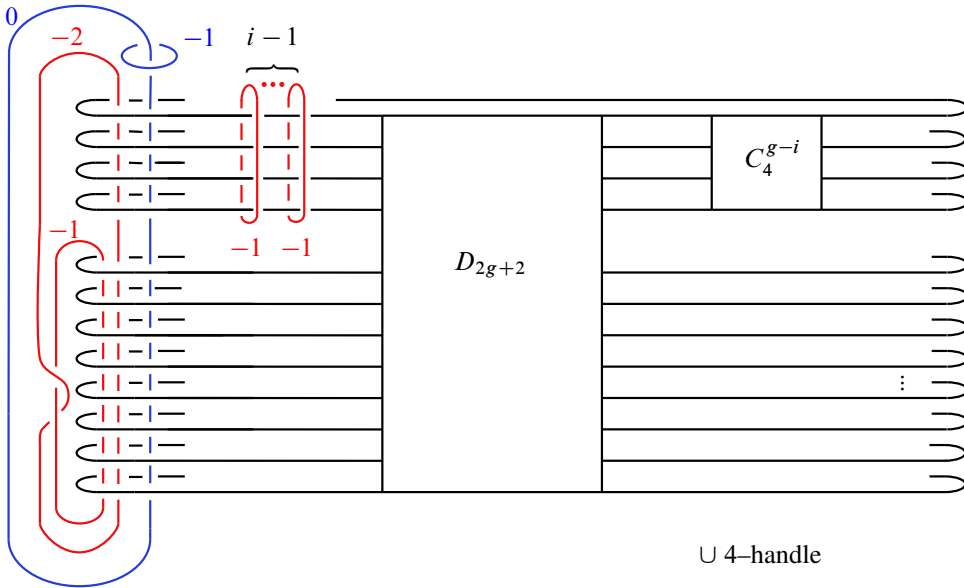 0
−1
i − 1
−2
...
C_4^{g−i}
−1
−1 −1
D_{2g+2}
⋮
∪ 4–handle